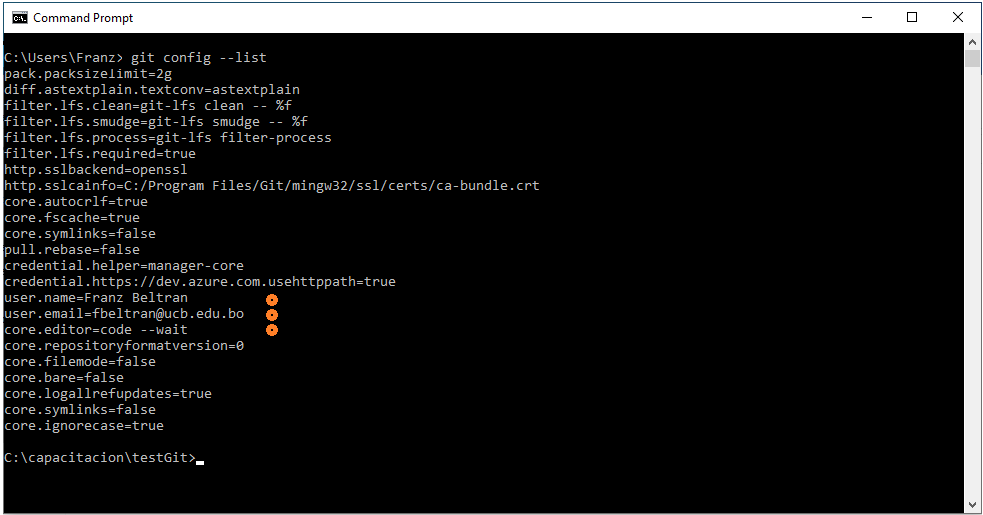 Command Prompt
C:\Users\Franz> git config --list
pack.packsizelimit=2g
diff.astextplain.textconv=astextplain
filter.lfs.clean=git-lfs clean -- %f
filter.lfs.smudge=git-lfs smudge -- %f
filter.lfs.process=git-lfs filter-process
filter.lfs.required=true
http.sslbackend=openssl
http.sslcainfo=C:/Program Files/Git/mingw32/ssl/certs/ca-bundle.crt
core.autocrlf=true
core.fscache=true
core.symlinks=false
pull.rebase=false
credential.helper=manager-core
credential.https://dev.azure.com.usehttppath=true
user.name=Franz Beltran
user.email=fbeltran@ucb.edu.bo
core.editor=code --wait
core.repositoryformatversion=0
core.filemode=false
core.bare=false
core.logallrefupdates=true
core.symlinks=false
core.ignorecase=true
C:\capacitacion\testGit>